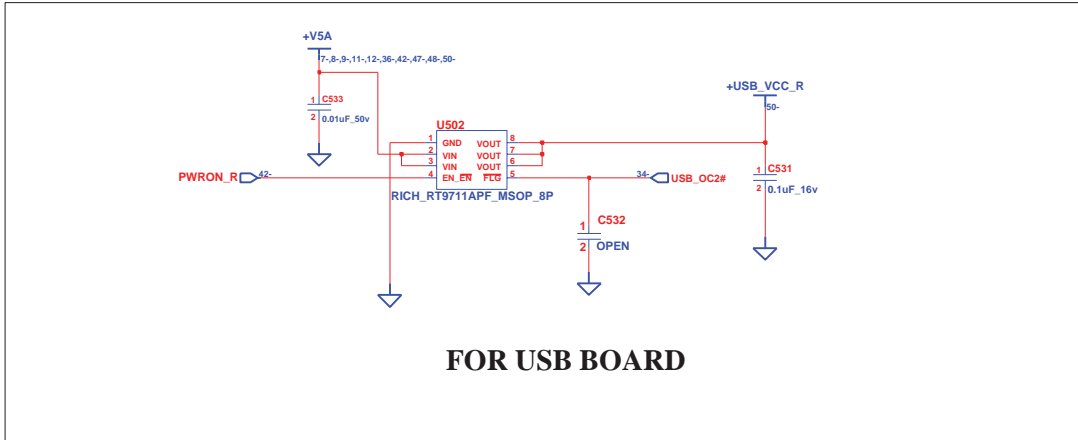 +V5A
7-,8-,9-,11-,12-,36-,42-,47-,48-,50-
1 C533
2 0.01uF_50v
+USB_VCC_R
50-
U502
1 GND VOUT 8
2 VIN VOUT 7
3 VIN VOUT 6
4 EN_EN FLG 5
PWRON_R 42-
34- USB_OC2#
RICH_RT9711APF_MSOP_8P
1 C531
2 0.1uF_16v
1 C532
2 OPEN
FOR USB BOARD